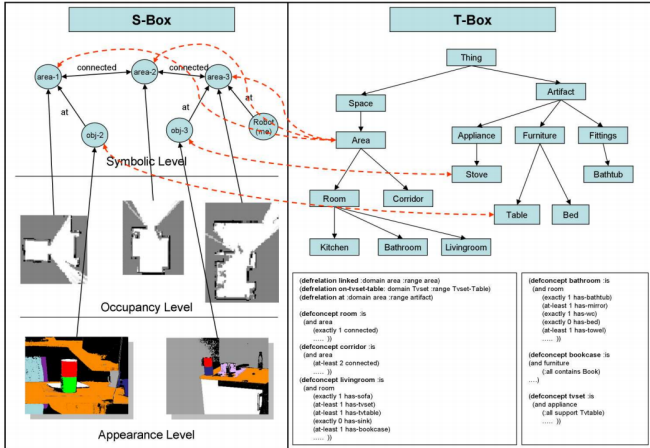 S-Box
T-Box
area-1
connected
area-2
connected
area-3
at
at
at
obj-2
obj-3
Robot
(me)
Symbolic Level
Occupancy Level
Appearance Level
Thing
Space
Artifact
Area
Appliance
Furniture
Fittings
Stove
Bathtub
Room
Corridor
Table
Bed
Kitchen
Bathroom
Livingroom
(defrelation linked :domain area :range area)
(defrelation on-tvset-table: domain Tvset :range Tvset-Table)
(defrelation at :domain area :range artifact)
(defconcept room :is
(and area
(exactly 1 connected)
..... ))
(defconcept corridor :is
(and area
(at-least 2 connected)
..... ))
(defconcept livingroom :is
(and room
(exactly 1 has-sofa)
(at-least 1 has-tvset)
(at-least 1 has-tvtable)
(exactly 0 has-sink)
(at-least 1 has-bookcase)
..... ))
(defconcept bathroom :is
(and room
(exactly 1 has-bathtub)
(at-least 1 has-mirror)
(exactly 1 has-wc)
(exactly 0 has-bed)
(at-least 1 has-towel)
..... ))
(defconcept bookcase :is
(and furniture
(:all contains Book)
....)
(defconcept tvset :is
(and appliance
(:all support Tvtable)
..... ))